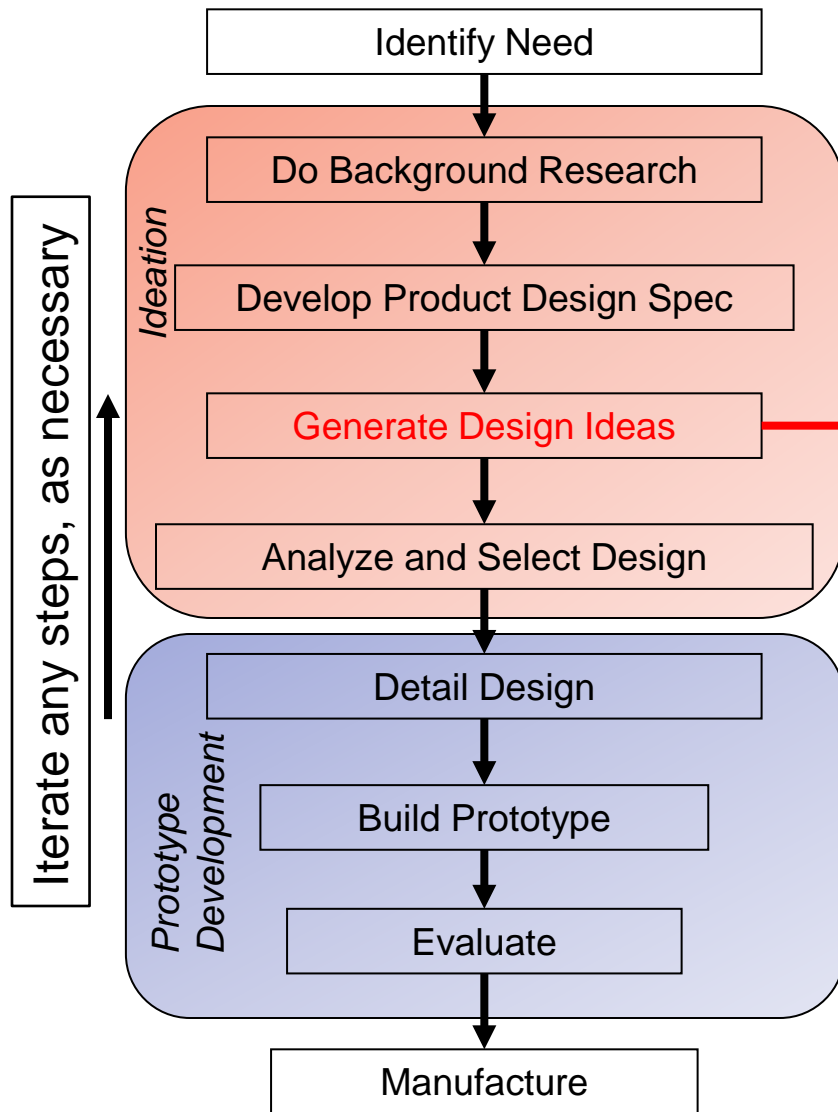 Identify Need
Do Background Research
Ideation
Develop Product Design Spec
Generate Design Ideas
Analyze and Select Design
Iterate any steps, as necessary
Detail Design
Build Prototype
Prototype
Development
Evaluate
Manufacture